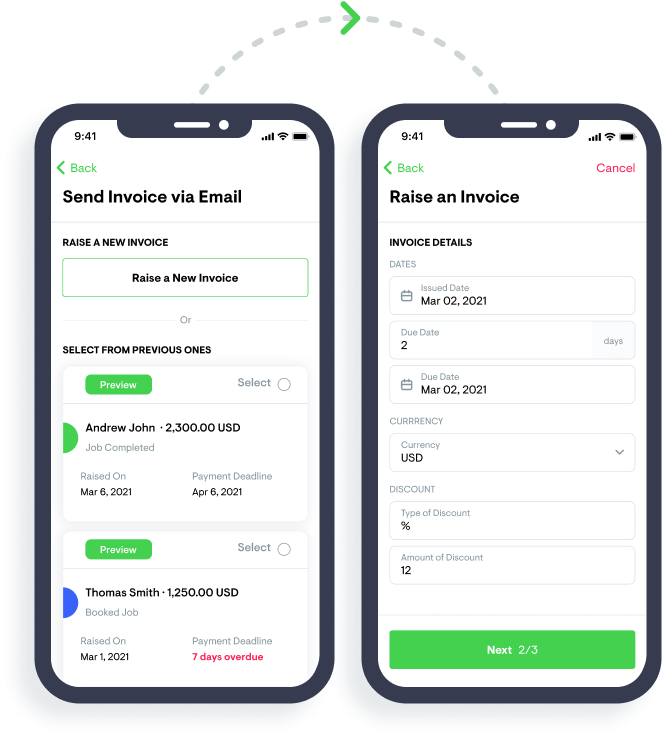 9:41
Back
Send Invoice via Email
RAISE A NEW INVOICE
Raise a New Invoice
Or
SELECT FROM PREVIOUS ONES
Preview Select
Andrew John · 2,300.00 USD
Job Completed
Raised On Payment Deadline
Mar 6, 2021 Apr 6, 2021
Preview Select
Thomas Smith · 1,250.00 USD
Booked Job
Raised On Payment Deadline
Mar 1, 2021 7 days overdue
9:41
Back Cancel
Raise an Invoice
INVOICE DETAILS
DATES
Issued Date
Mar 02, 2021
Due Date
2 days
Due Date
Mar 02, 2021
CURRRENCY
Currency
USD
DISCOUNT
Type of Discount
%
Amount of Discount
12
Next 2/3